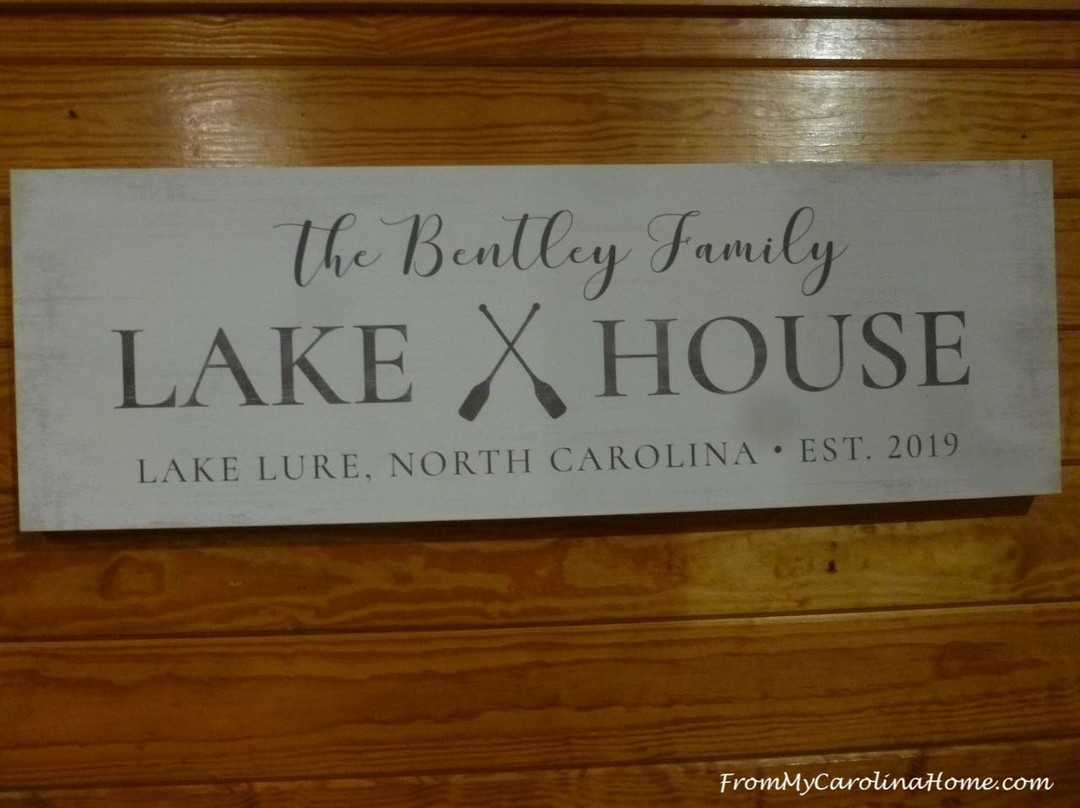 the Bentley Family
LAKE HOUSE
LAKE LURE, NORTH CAROLINA • EST. 2019
FromMyCarolinaHome.com